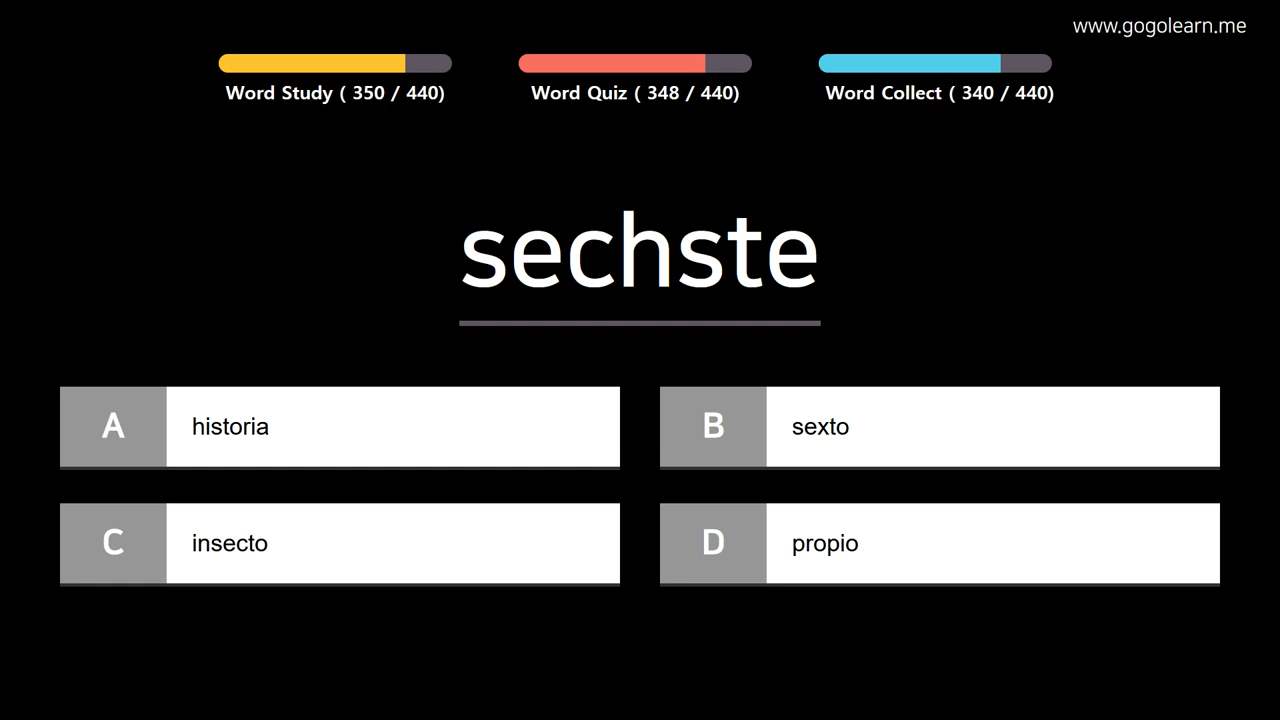 www.gogolearn.me
Word Study ( 350 / 440)
Word Quiz ( 348 / 440)
Word Collect ( 340 / 440)
sechste
A historia
B sexto
C insecto
D propio